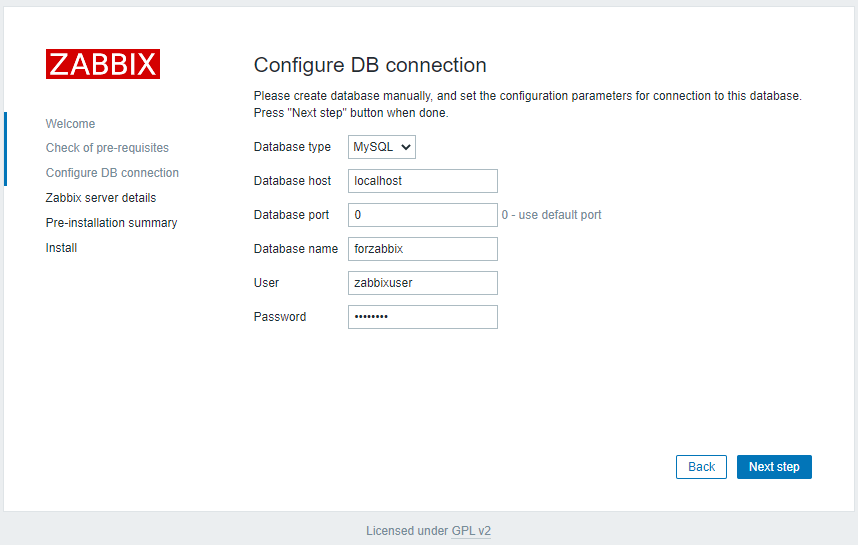 ZABBIX
Welcome
Check of pre-requisites
Configure DB connection
Zabbix server details
Pre-installation summary
Install
Configure DB connection
Please create database manually, and set the configuration parameters for connection to this database.
Press "Next step" button when done.
Database type MySQL
Database host localhost
Database port 0 0 - use default port
Database name forzabbix
User zabbixuser
Password ••••••••
Back Next step
Licensed under GPL v2